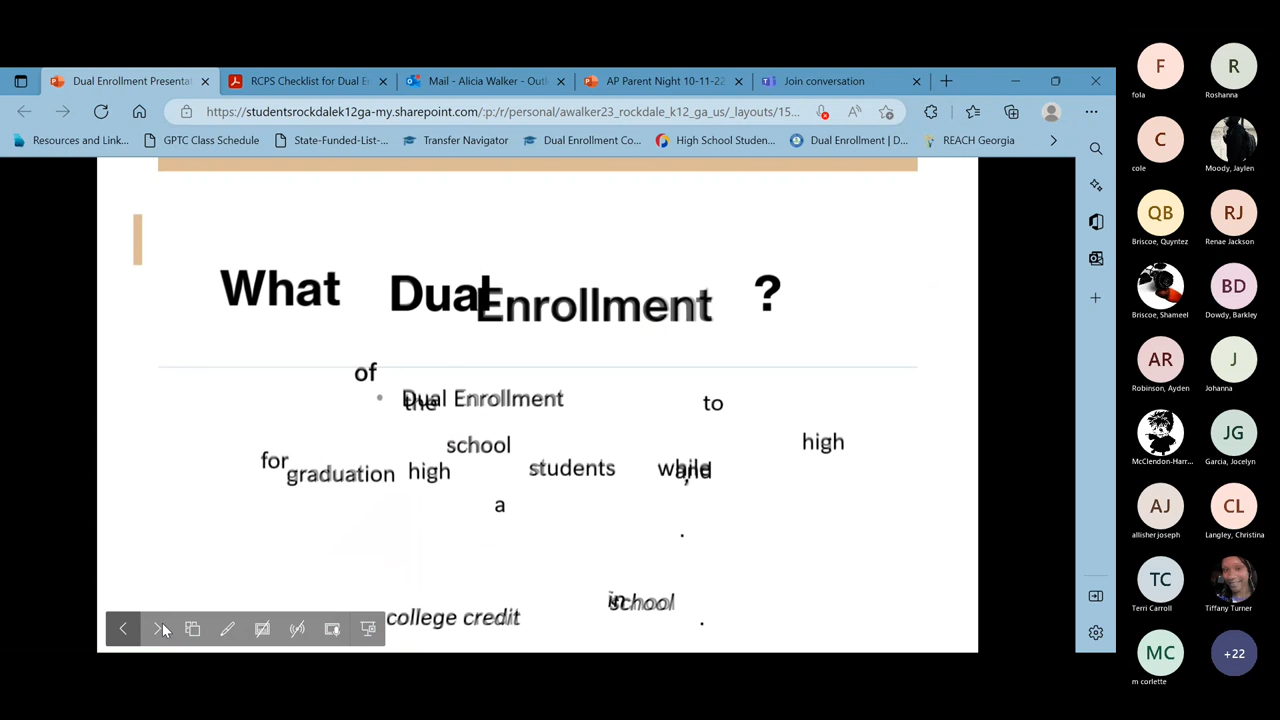 Dual Enrollment Presentat
RCPS Checklist for Dual E
Mail - Alicia Walker - Outl
AP Parent Night 10-11-22
Join conversation
https://studentsrockdalek12ga-my.sharepoint.com/:p:/r/personal/awalker23_rockdale_k12_ga_us/_layouts/15...
Resources and Link...
GPTC Class Schedule
State-Funded-List-...
Transfer Navigator
Dual Enrollment Co...
High School Studen...
Dual Enrollment | D...
REACH Georgia
What Dual Enrollment ?
of
• Dual Enrollment
the
to
school
high
for
graduation high
students while
and
,
a
.
in
school
college credit
.
F
fola
R
Roshanna
C
cole
Moody, Jaylen
QB
Briscoe, Quyntez
RJ
Renae Jackson
Briscoe, Shameel
BD
Dowdy, Barkley
AR
Robinson, Ayden
J
Johanna
McClendon-Harr...
JG
Garcia, Jocelyn
AJ
allisher joseph
CL
Langley, Christina
TC
Terri Carroll
Tiffany Turner
MC
m corlette
+22